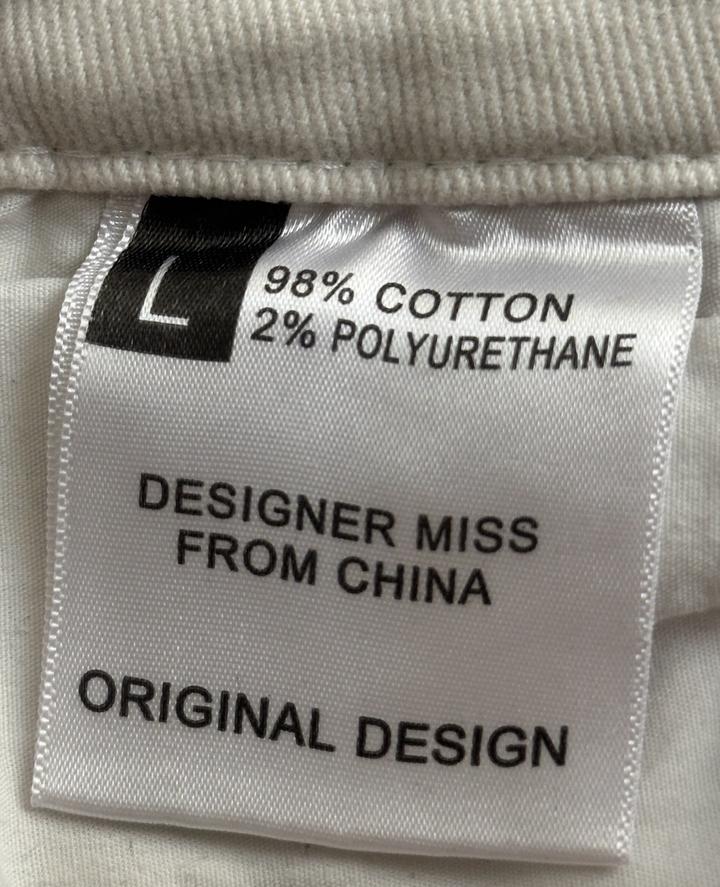 L
98% COTTON
2% POLYURETHANE
DESIGNER MISS
FROM CHINA
ORIGINAL DESIGN